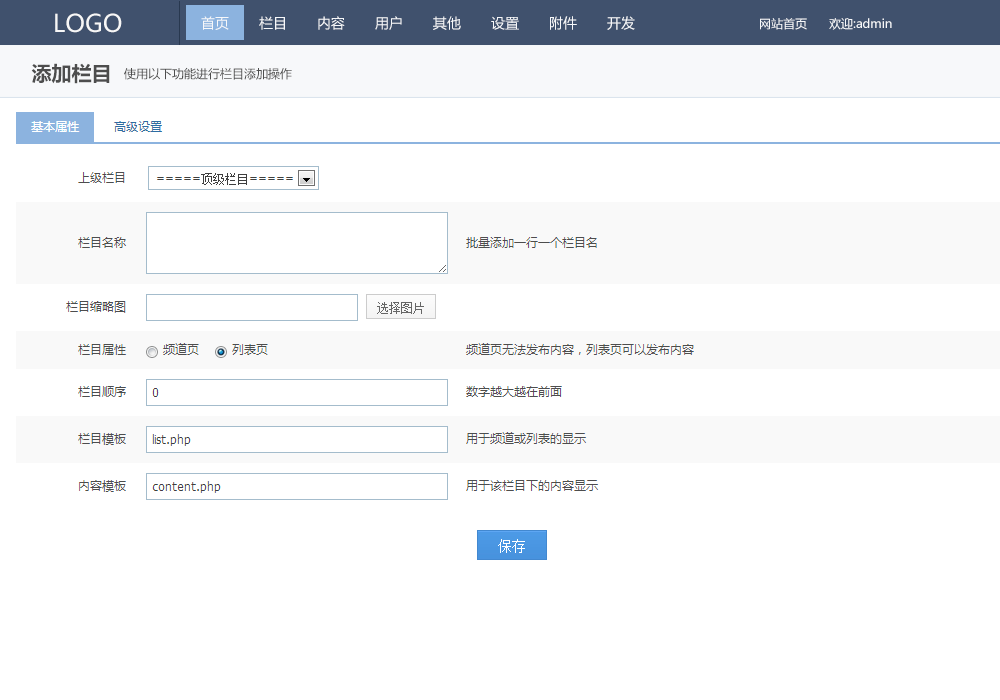 LOGO 首页 栏目 内容 用户 其他 设置 附件 开发 网站首页 欢迎:admin
添加栏目 使用以下功能进行栏目添加操作
基本属性 高级设置
上级栏目 =====顶级栏目=====
栏目名称 批量添加一行一个栏目名
栏目缩略图 选择图片
栏目属性 频道页 列表页 频道页无法发布内容，列表页可以发布内容
栏目顺序 0 数字越大越在前面
栏目模板 list.php 用于频道或列表的显示
内容模板 content.php 用于该栏目下的内容显示
保存